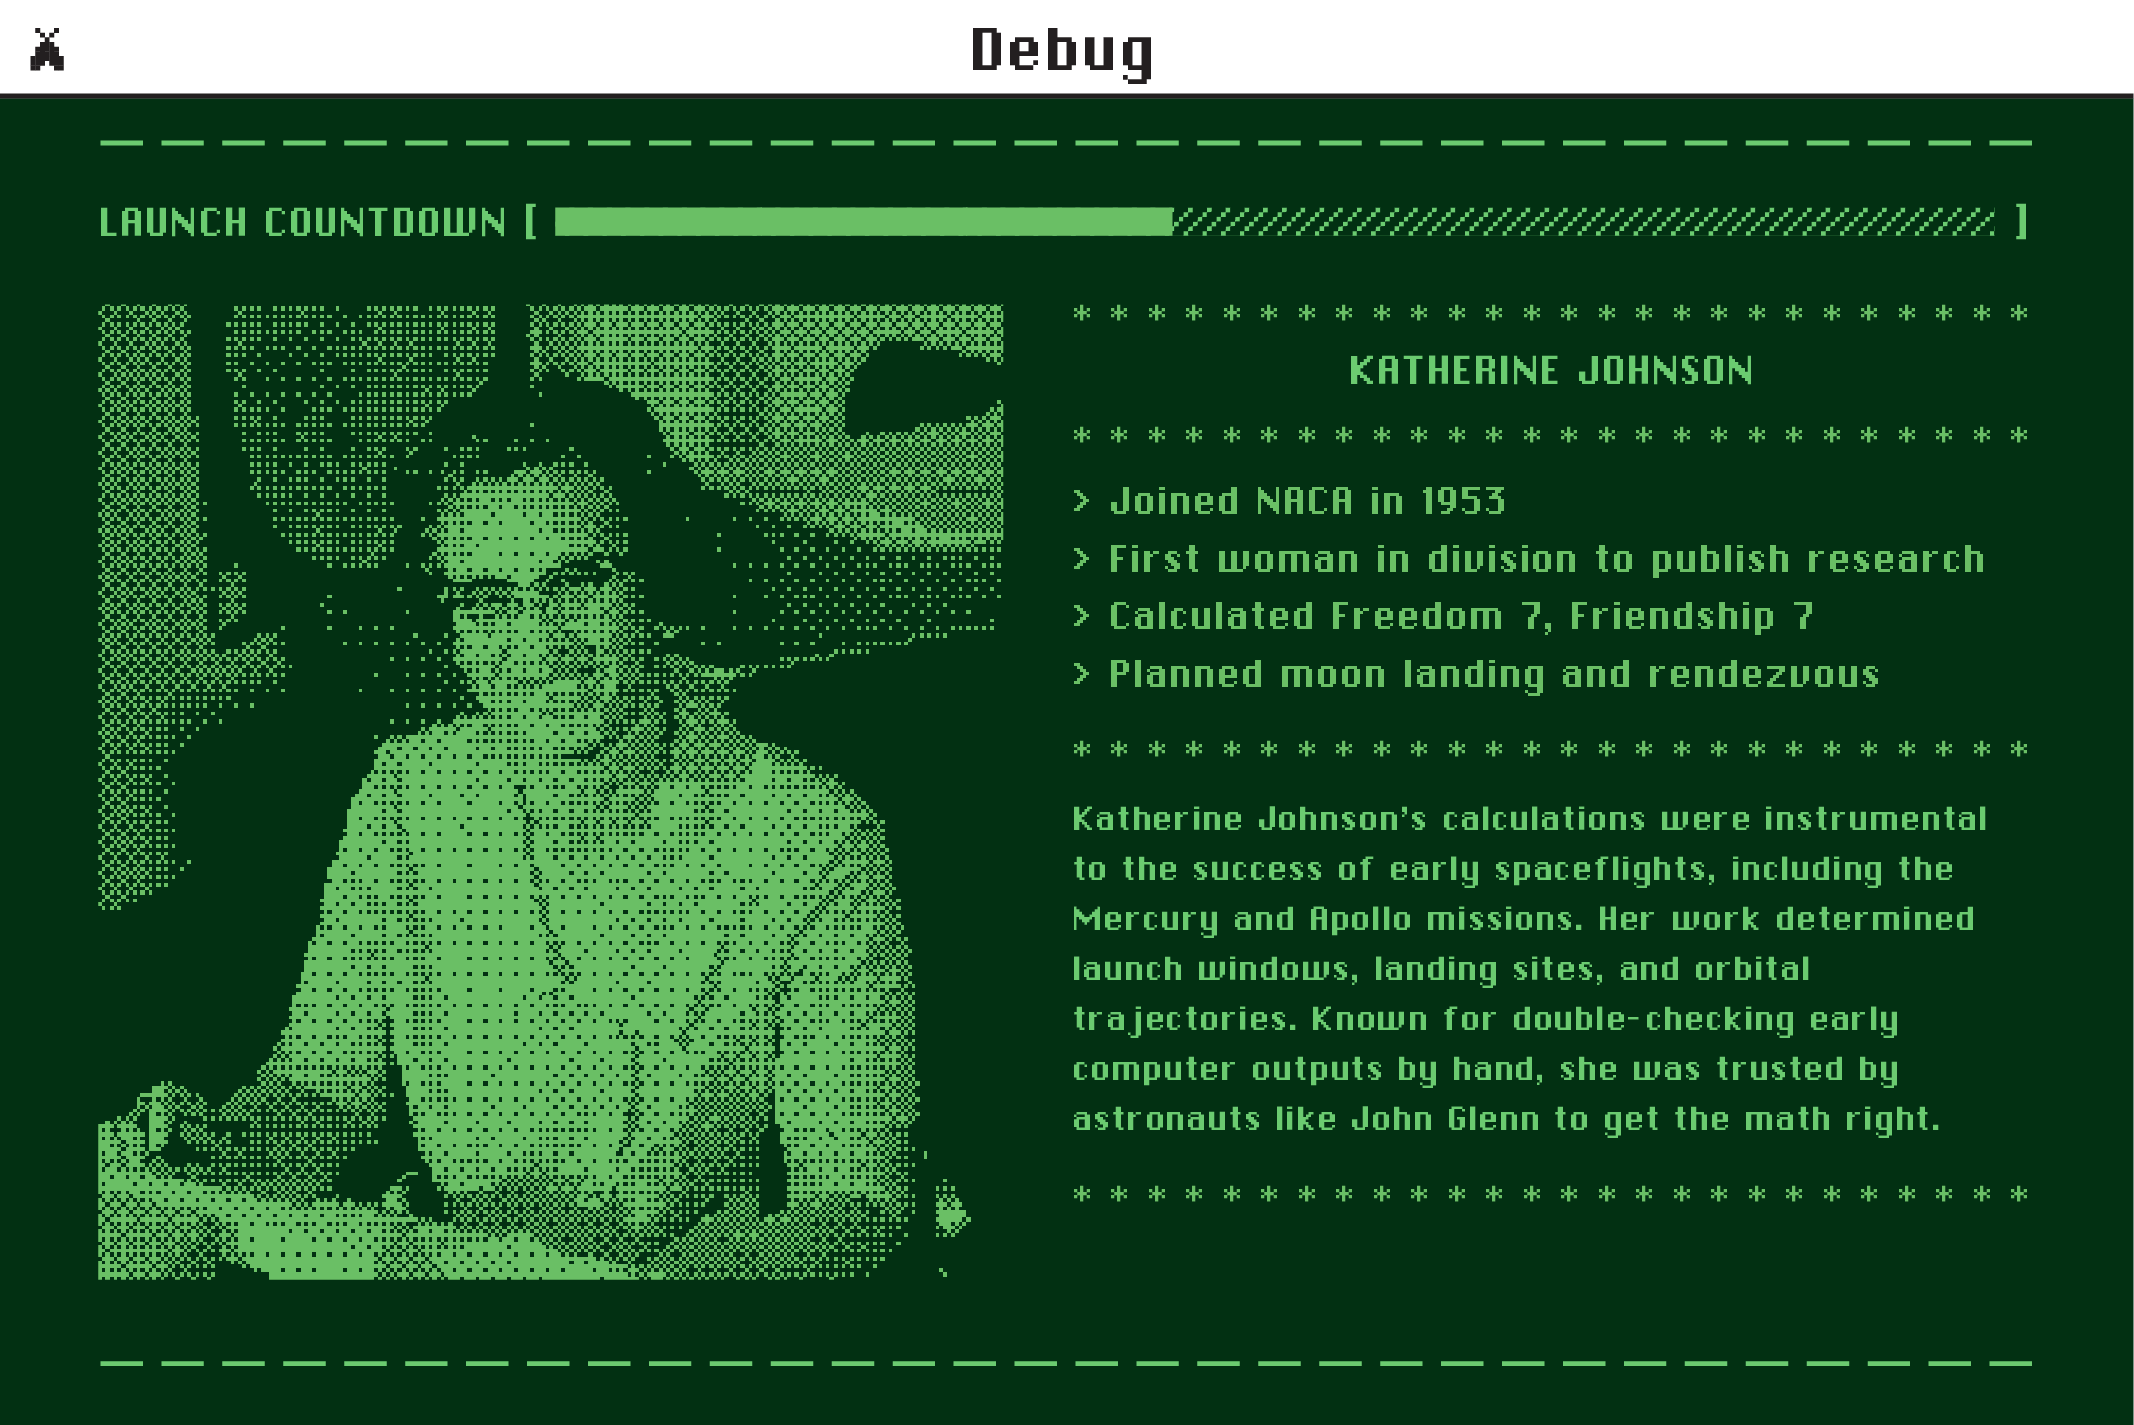 Debug
LAUNCH COUNTDOWN [ ]
* * * * * * * * * * * * * * * * * * * * * * * * * *
KATHERINE JOHNSON
* * * * * * * * * * * * * * * * * * * * * * * * * *
> Joined NACA in 1953
> First woman in division to publish research
> Calculated Freedom 7, Friendship 7
> Planned moon landing and rendezvous
* * * * * * * * * * * * * * * * * * * * * * * * * *
Katherine Johnson's calculations were instrumental
to the success of early spaceflights, including the
Mercury and Apollo missions. Her work determined
launch windows, landing sites, and orbital
trajectories. Known for double-checking early
computer outputs by hand, she was trusted by
astronauts like John Glenn to get the math right.
* * * * * * * * * * * * * * * * * * * * * * * * * *